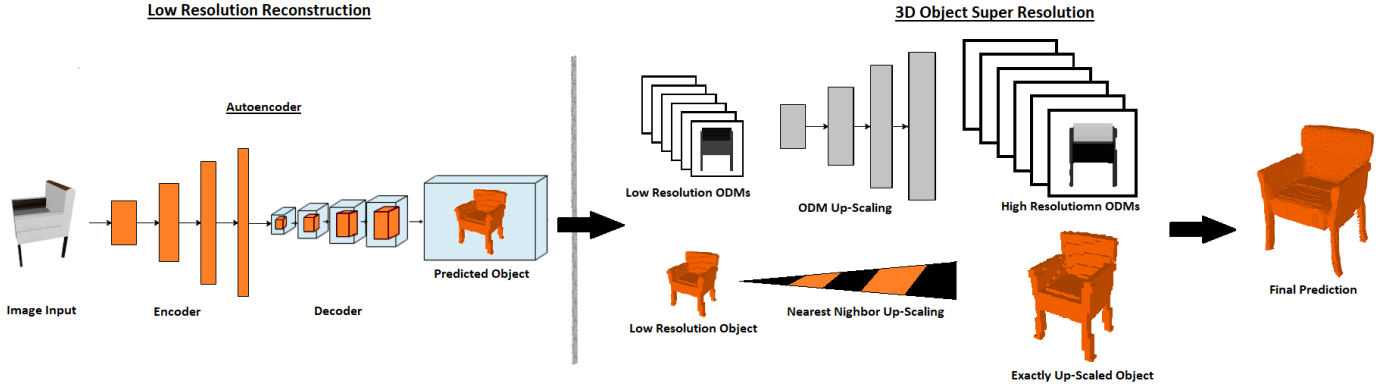 Low Resolution Reconstruction
3D Object Super Resolution
Autoencoder
Low Resolution ODMs
ODM Up-Scaling
High Resolutiomn ODMs
Predicted Object
Image Input
Encoder
Decoder
Low Resolution Object
Nearest Neighbor Up-Scaling
Exactly Up-Scaled Object
Final Prediction